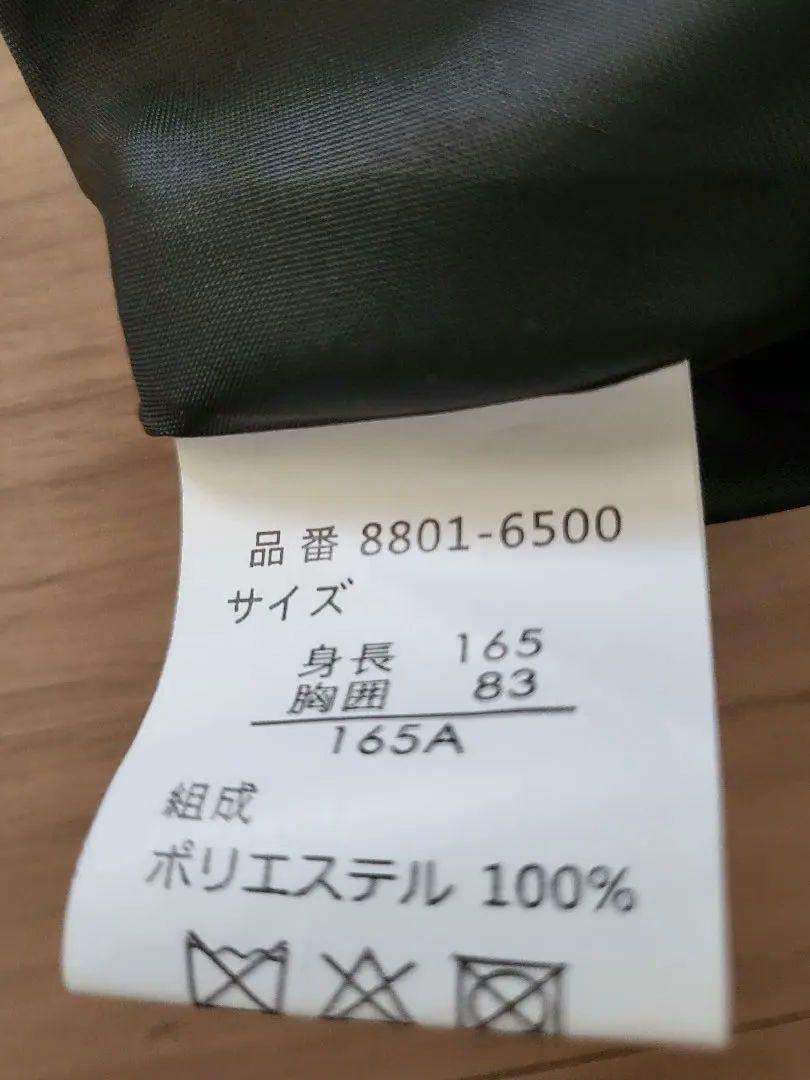 品番 8801-6500
サイズ
身長 165
胸囲 83
165A
組成
ポリエステル 100%